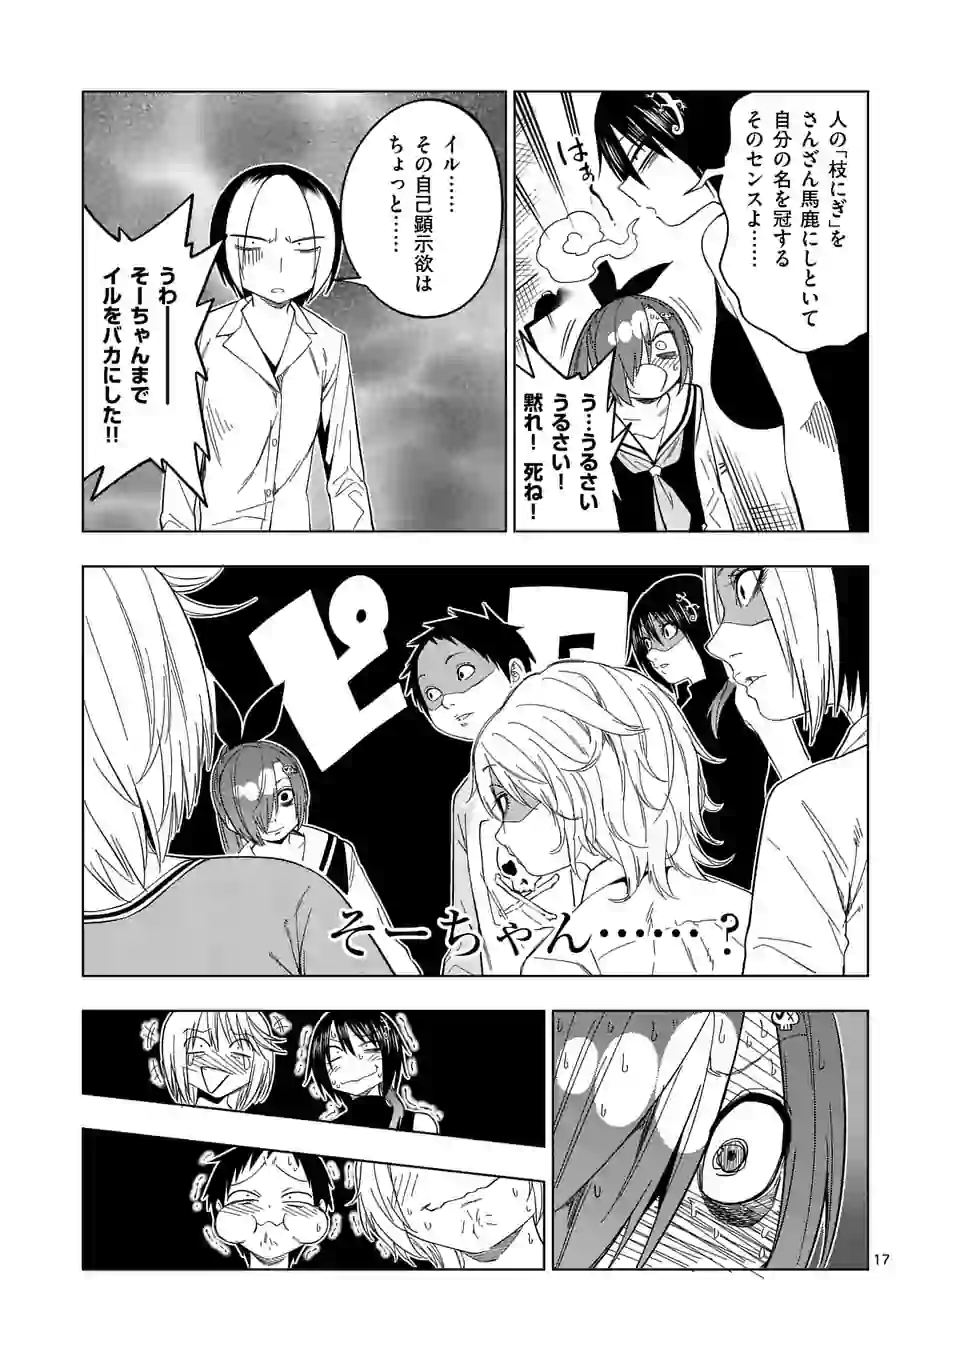 人の「枝にぎ」を
さんざん馬鹿にしといて
自分の名を冠する
そのセンスよ……
はぁ〜
う…うるさい
うるさい！
黙れ！ 死ね！
イル……
その自己顕示欲は
ちょっと……
うわ━━━
そーちゃんまで
イルをバカにした!!
ピ
そーちゃん……？
17